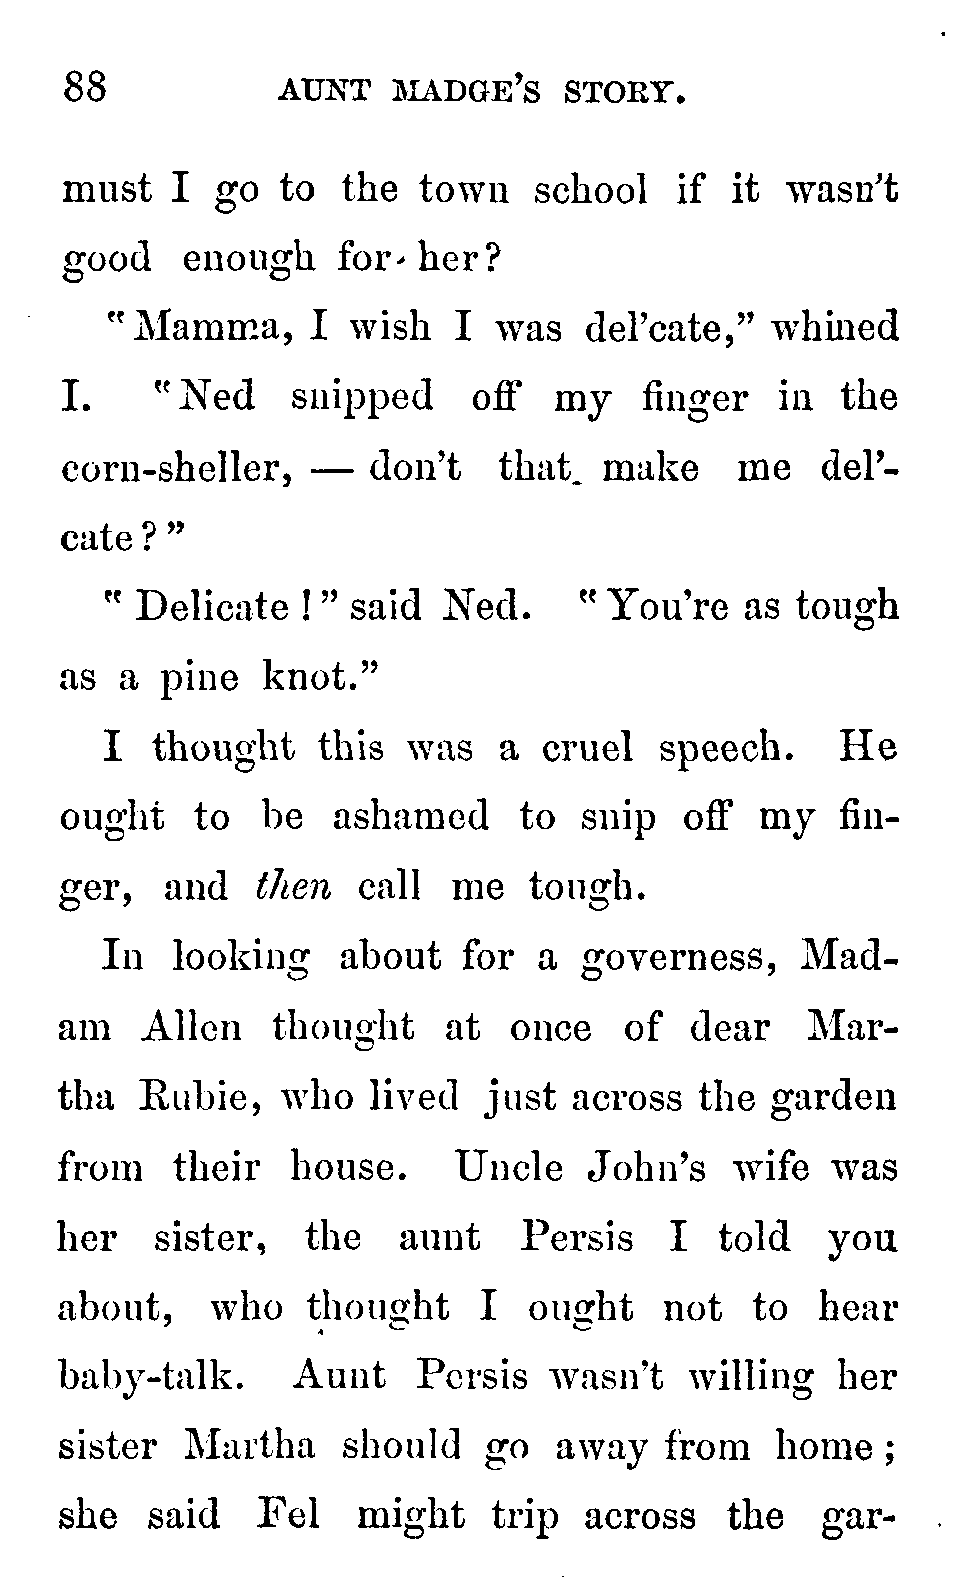 88 AUNT MADGE'S STORY.
must I go to the town school if it wasn't
good enough for her?
"Mamma, I wish I was del'cate," whined
I. "Ned snipped off my finger in the
corn-sheller, — don't that make me del'-
cate?"
"Delicate!" said Ned. "You're as tough
as a pine knot."
I thought this was a cruel speech. He
ought to be ashamed to snip off my fin-
ger, and then call me tough.
In looking about for a governess, Mad-
am Allen thought at once of dear Mar-
tha Rubie, who lived just across the garden
from their house. Uncle John's wife was
her sister, the aunt Persis I told you
about, who thought I ought not to hear
baby-talk. Aunt Persis wasn't willing her
sister Martha should go away from home;
she said Fel might trip across the gar-